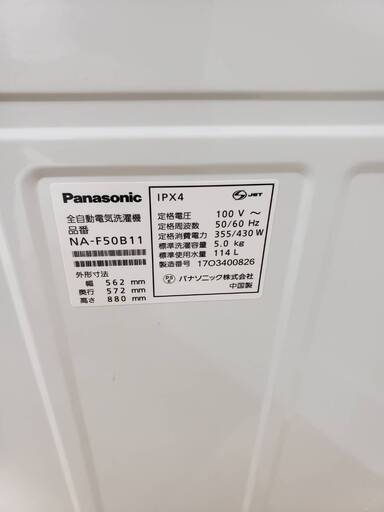 Panasonic
全自動電気洗濯機
品番
NA-F50B11
外形寸法
幅 562 mm
奥行 572 mm
高さ 880 mm
IPX4
JET
定格電圧 100 V ～
定格周波数 50/60 Hz
定格消費電力 355/430 W
標準洗濯容量 5.0 kg
標準使用水量 114 L
製造番号 17O3400826
PS E パナソニック株式会社
中国製